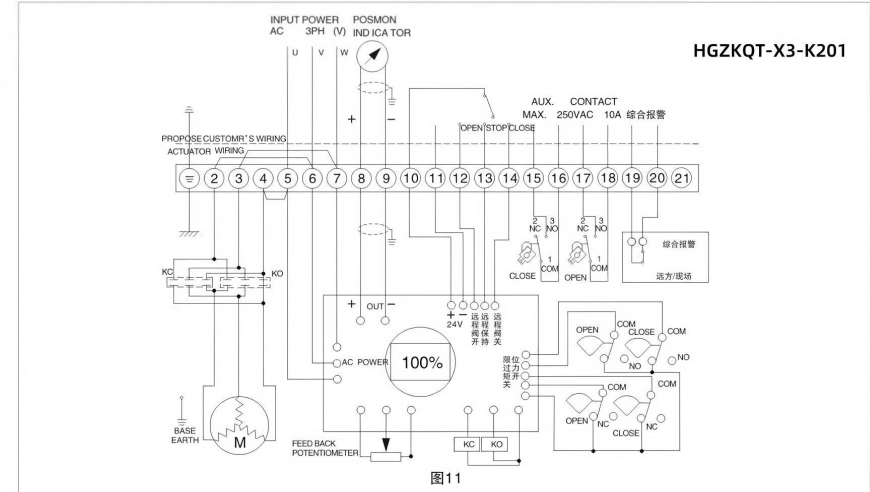 INPUT POWER POSMON
AC 3PH (V) IND ICA TOR
U V W
HGZKQT-X3-K201
+ −
AUX. CONTACT
MAX. 250VAC 10A 综合报警
OPEN STOP CLOSE
PROPOSE CUSTOMR'S WIRING
ACTUATOR WIRING
2 3 4 5 6 7 8 9 10 11 12 13 14 15 16 17 18 19 20 21
2 3 2 3
NC NO NC NO
1 1
COM COM
CLOSE OPEN
综合报警
远方/现场
KC KO
+ OUT −
+ −
24V
远程阀开
远程保持
远程阀关
AC POWER
100%
限位
过力
矩开
关
OPEN COM CLOSE COM
NO NO
COM COM
OPEN NC CLOSE NC
BASE
EARTH
M
FEED BACK
POTENTIOMETER
KC KO
图11